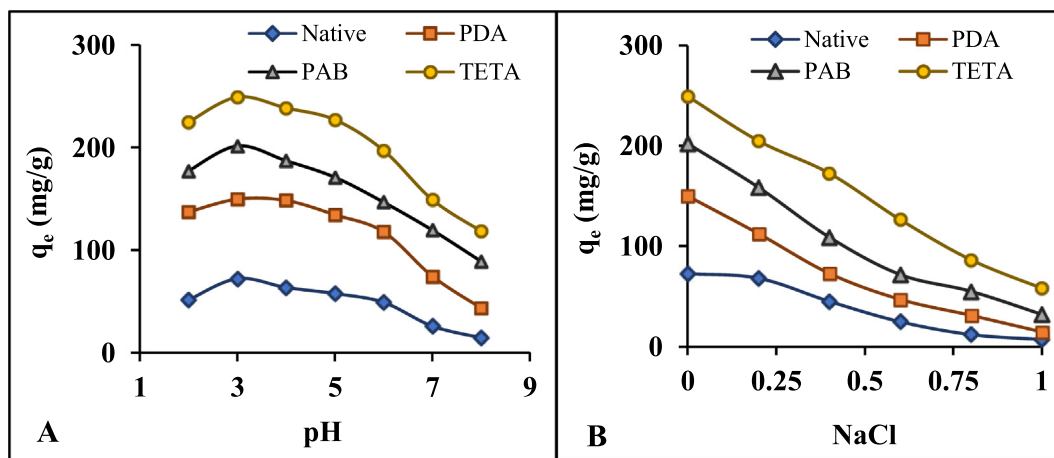 Native PDA
PAB TETA
300
200
100
0
qe (mg/g)
1 3 5 7 9
pH
A
Native PDA
PAB TETA
300
200
100
0
qe (mg/g)
0 0.25 0.5 0.75 1
NaCl
B